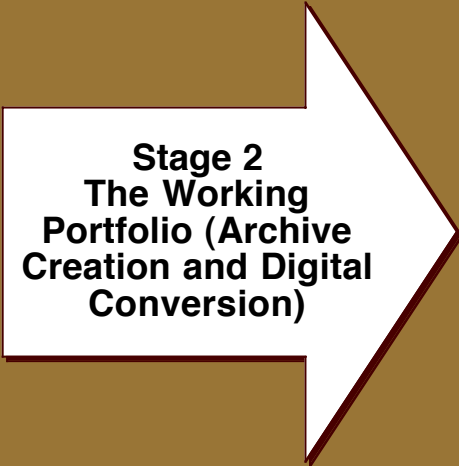 Stage 2
The Working
Portfolio (Archive
Creation and Digital
Conversion)